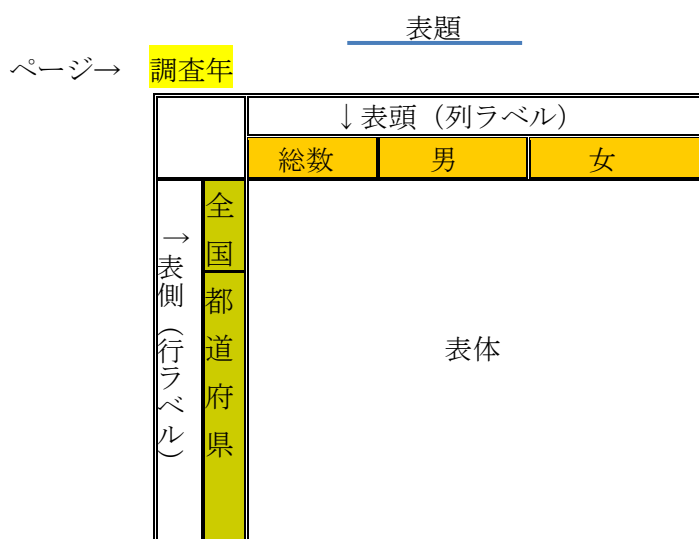 表題
ページ→ 調査年
↓表頭（列ラベル）
総数 男 女
→表側（行ラベル）
全国
都道府県
表体